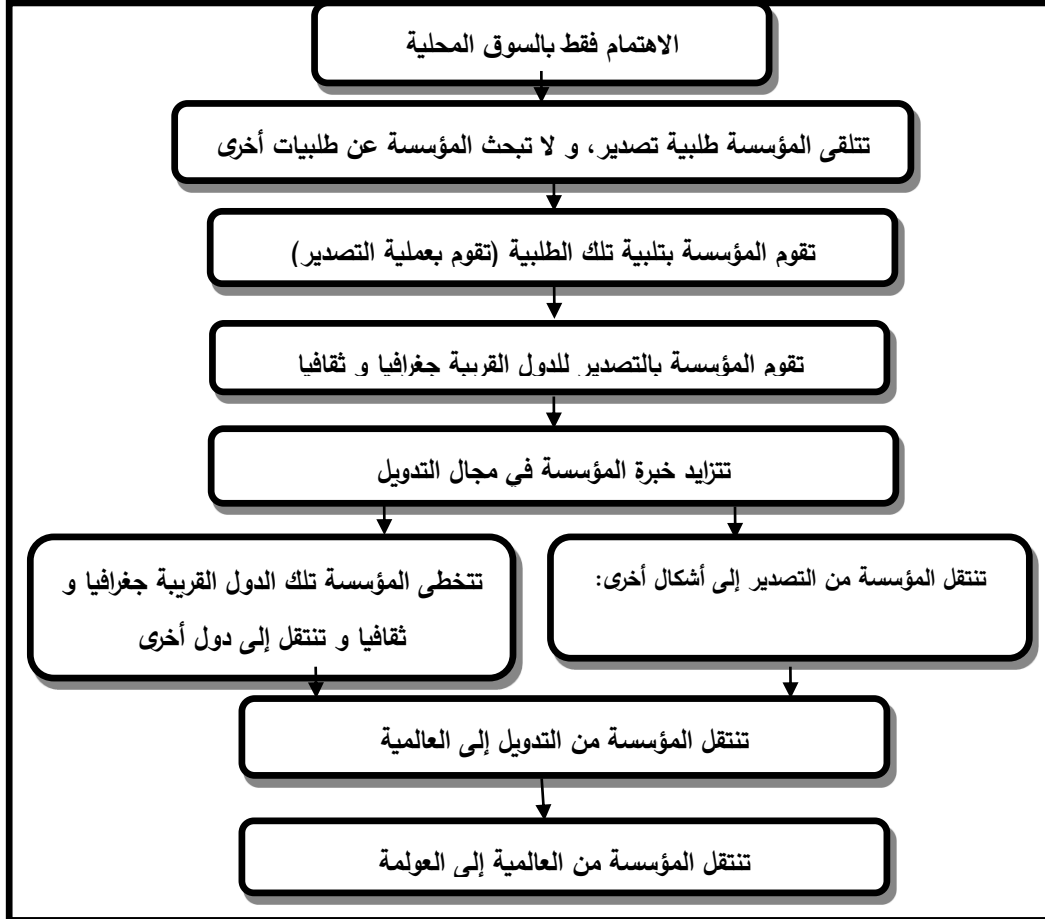 الاهتمام فقط بالسوق المحلية
تتلقى المؤسسة طلبية تصدير، و لا تبحث المؤسسة عن طلبيات أخرى
تقوم المؤسسة بتلبية تلك الطلبية (تقوم بعملية التصدير)
تقوم المؤسسة بالتصدير للدول القريبة جغرافيا و ثقافيا
تتزايد خبرة المؤسسة في مجال التدويل
تنتقل المؤسسة من التصدير إلى أشكال أخرى:
تتخطى المؤسسة تلك الدول القريبة جغرافيا و
ثقافيا و تنتقل إلى دول أخرى
تنتقل المؤسسة من التدويل إلى العالمية
تنتقل المؤسسة من العالمية إلى العولمة